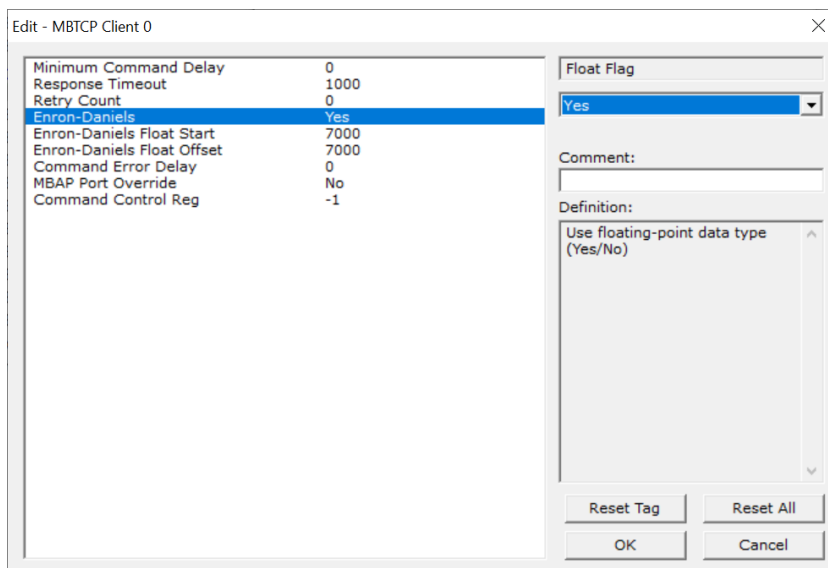 Edit - MBTCP Client 0
Minimum Command Delay 0
Response Timeout 1000
Retry Count 0
Enron-Daniels Yes
Enron-Daniels Float Start 7000
Enron-Daniels Float Offset 7000
Command Error Delay 0
MBAP Port Override No
Command Control Reg -1
Float Flag
Yes
Comment:
Definition:
Use floating-point data type
(Yes/No)
Reset Tag Reset All
OK Cancel